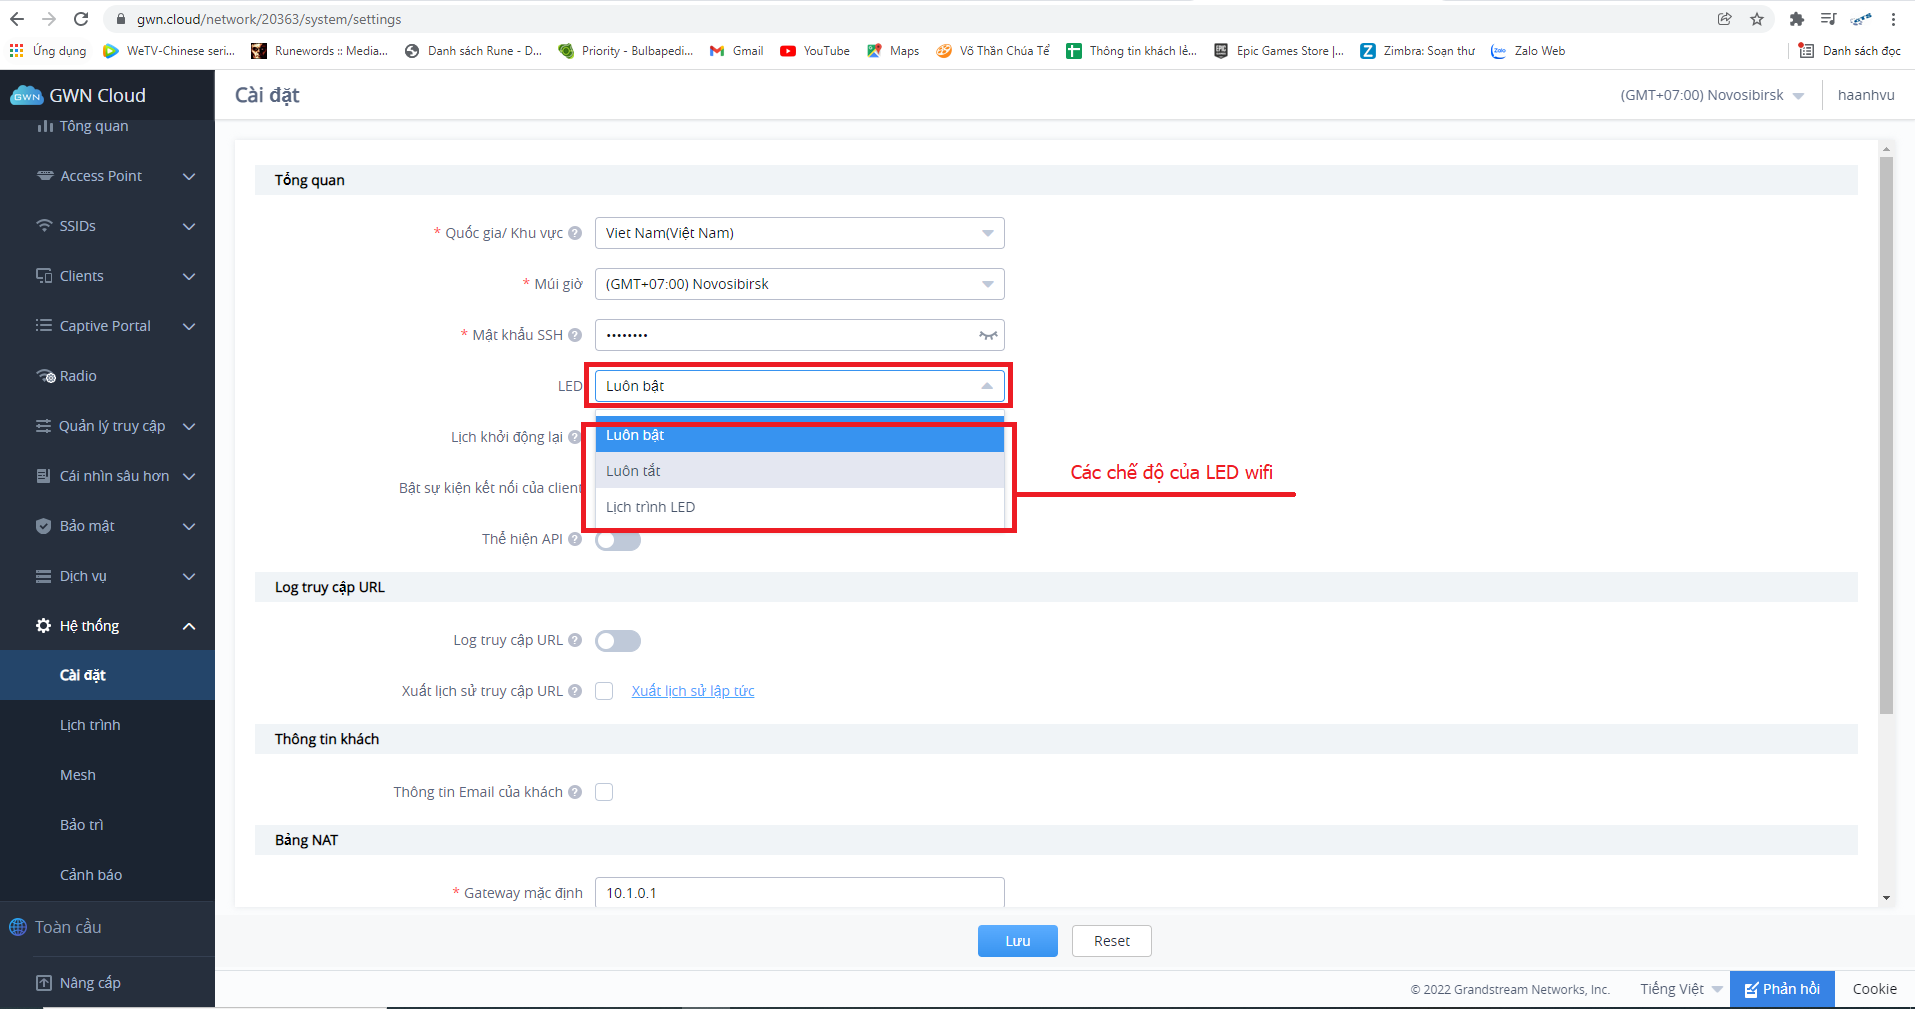 gwn.cloud/network/20363/system/settings
Ứng dụng
WeTV-Chinese seri...
Runewords :: Media...
Danh sách Rune - D...
Priority - Bulbapedi...
Gmail
YouTube
Maps
Võ Thần Chúa Tể
Thông tin khách lẻ...
Epic Games Store |...
Zimbra: Soạn thư
Zalo Web
Danh sách đọc
GWN Cloud
Cài đặt
(GMT+07:00) Novosibirsk
haanhvu
Tổng quan
Access Point
SSIDs
Clients
Captive Portal
Radio
Quản lý truy cập
Cái nhìn sâu hơn
Bảo mật
Dịch vụ
Hệ thống
Cài đặt
Lịch trình
Mesh
Bảo trì
Cảnh báo
Toàn cầu
Nâng cấp
Tổng quan
* Quốc gia/ Khu vực ? Viet Nam(Việt Nam)
* Múi giờ (GMT+07:00) Novosibirsk
* Mật khẩu SSH ? ••••••••
LED Luôn bật
Lịch khởi động lại ?
Luôn bật
Luôn tắt
Các chế độ của LED wifi
Bật sự kiện kết nối của client
Lịch trình LED
Thể hiện API ?
Log truy cập URL
Log truy cập URL ?
Xuất lịch sử truy cập URL ? Xuất lịch sử lập tức
Thông tin khách
Thông tin Email của khách ?
Bảng NAT
* Gateway mặc định 10.1.0.1
Lưu
Reset
© 2022 Grandstream Networks, Inc.
Tiếng Việt
Phản hồi
Cookie